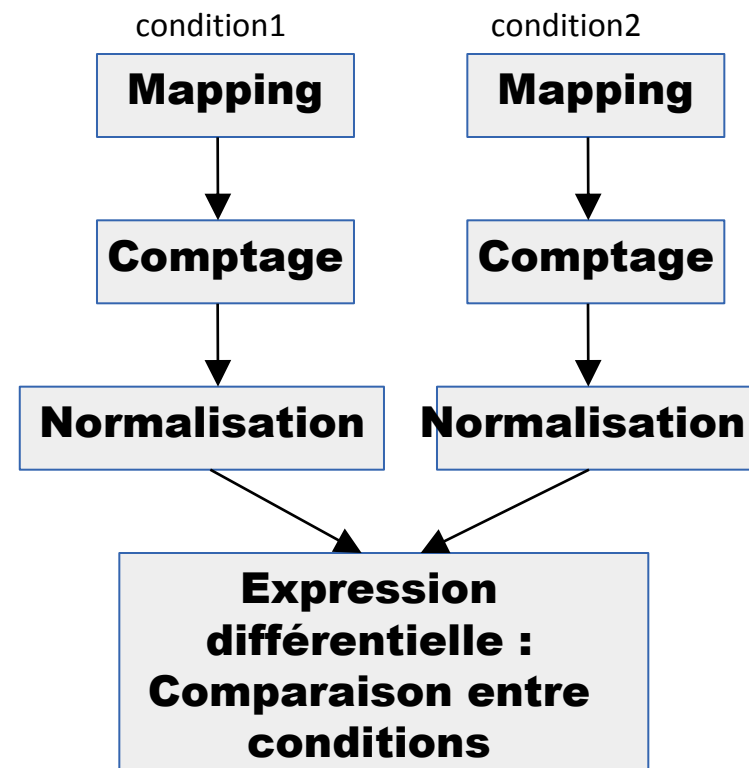 condition1
condition2
Mapping
Mapping
Comptage
Comptage
Normalisation
Normalisation
Expression
différentielle :
Comparaison entre
conditions